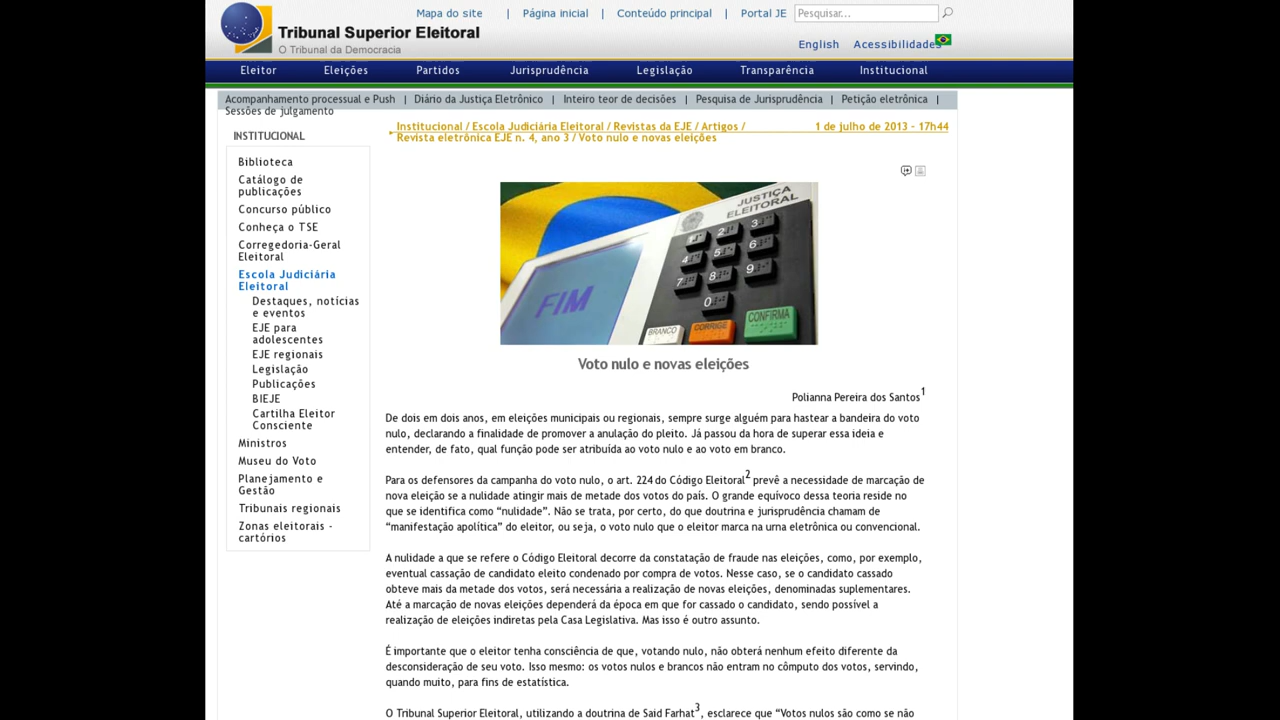 Mapa do site | Página inicial | Conteúdo principal | Portal JE Pesquisar...
Tribunal Superior Eleitoral
O Tribunal da Democracia
English Acessibilidade
Eleitor Eleições Partidos Jurisprudência Legislação Transparência Institucional
Acompanhamento processual e Push | Diário da Justiça Eletrônico | Inteiro teor de decisões | Pesquisa de Jurisprudência | Petição eletrônica |
Sessões de julgamento
INSTITUCIONAL
Biblioteca
Catálogo de
publicações
Concurso público
Conheça o TSE
Corregedoria-Geral
Eleitoral
Escola Judiciária
Eleitoral
Destaques, notícias
e eventos
EJE para
adolescentes
EJE regionais
Legislação
Publicações
BIEJE
Cartilha Eleitor
Consciente
Ministros
Museu do Voto
Planejamento e
Gestão
Tribunais regionais
Zonas eleitorais -
cartórios
Institucional / Escola Judiciária Eleitoral / Revistas da EJE / Artigos /
Revista eletrônica EJE n. 4, ano 3 / Voto nulo e novas eleições
1 de julho de 2013 - 17h44
JUSTIÇA
ELEITORAL
1 2 3
4 5 6
7 8 9
0
FIM
BRANCO CORRIGE CONFIRMA
Voto nulo e novas eleições
Polianna Pereira dos Santos1
De dois em dois anos, em eleições municipais ou regionais, sempre surge alguém para hastear a bandeira do voto
nulo, declarando a finalidade de promover a anulação do pleito. Já passou da hora de superar essa ideia e
entender, de fato, qual função pode ser atribuída ao voto nulo e ao voto em branco.
Para os defensores da campanha do voto nulo, o art. 224 do Código Eleitoral2 prevê a necessidade de marcação de
nova eleição se a nulidade atingir mais de metade dos votos do país. O grande equívoco dessa teoria reside no
que se identifica como “nulidade”. Não se trata, por certo, do que doutrina e jurisprudência chamam de
“manifestação apolítica” do eleitor, ou seja, o voto nulo que o eleitor marca na urna eletrônica ou convencional.
A nulidade a que se refere o Código Eleitoral decorre da constatação de fraude nas eleições, como, por exemplo,
eventual cassação de candidato eleito condenado por compra de votos. Nesse caso, se o candidato cassado
obteve mais da metade dos votos, será necessária a realização de novas eleições, denominadas suplementares.
Até a marcação de novas eleições dependerá da época em que for cassado o candidato, sendo possível a
realização de eleições indiretas pela Casa Legislativa. Mas isso é outro assunto.
É importante que o eleitor tenha consciência de que, votando nulo, não obterá nenhum efeito diferente da
desconsideração de seu voto. Isso mesmo: os votos nulos e brancos não entram no cômputo dos votos, servindo,
quando muito, para fins de estatística.
O Tribunal Superior Eleitoral, utilizando a doutrina de Said Farhat3, esclarece que “Votos nulos são como se não